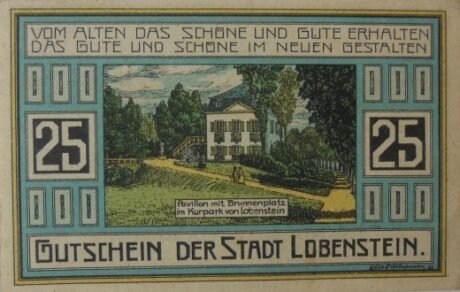 VOM ALTEN DAS SCHÖNE UND GUTE ERHALTEN
DAS GUTE UND SCHÖNE IM NEUEN GESTALTEN
25
25
Pavillon mit Brunnenplatz
im Kurpark von Lobenstein
GUTSCHEIN DER STADT LOBENSTEIN.